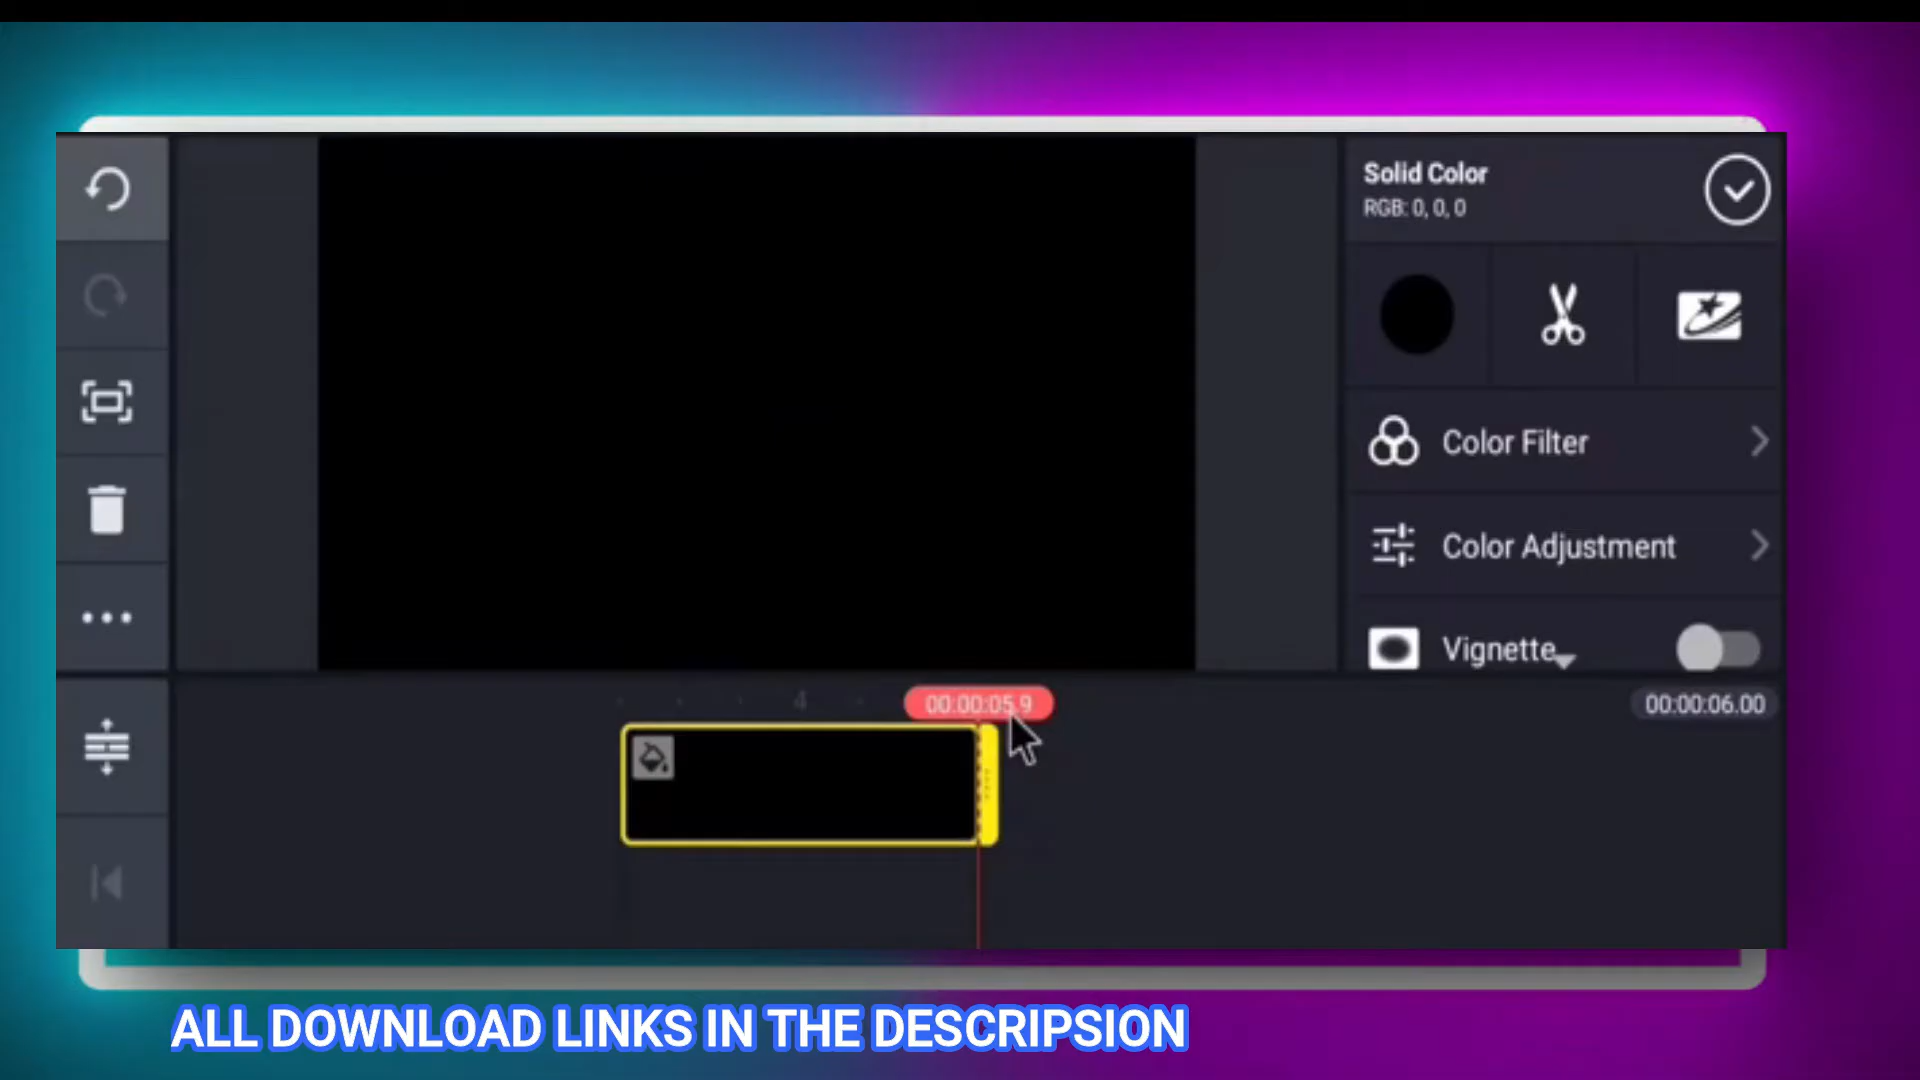 Solid Color
RGB: 0, 0, 0
Color Filter
Color Adjustment
Vignette
4
00:00:05.9
00:00:06.00
ALL DOWNLOAD LINKS IN THE DESCRIPSION